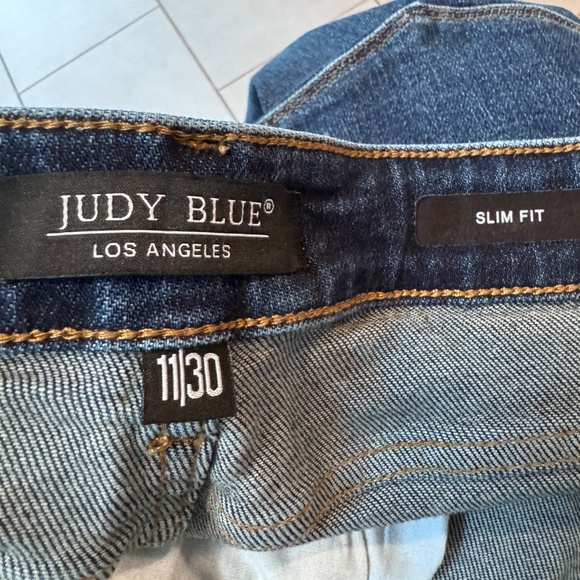 JUDY BLUE®
LOS ANGELES
SLIM FIT
11|30